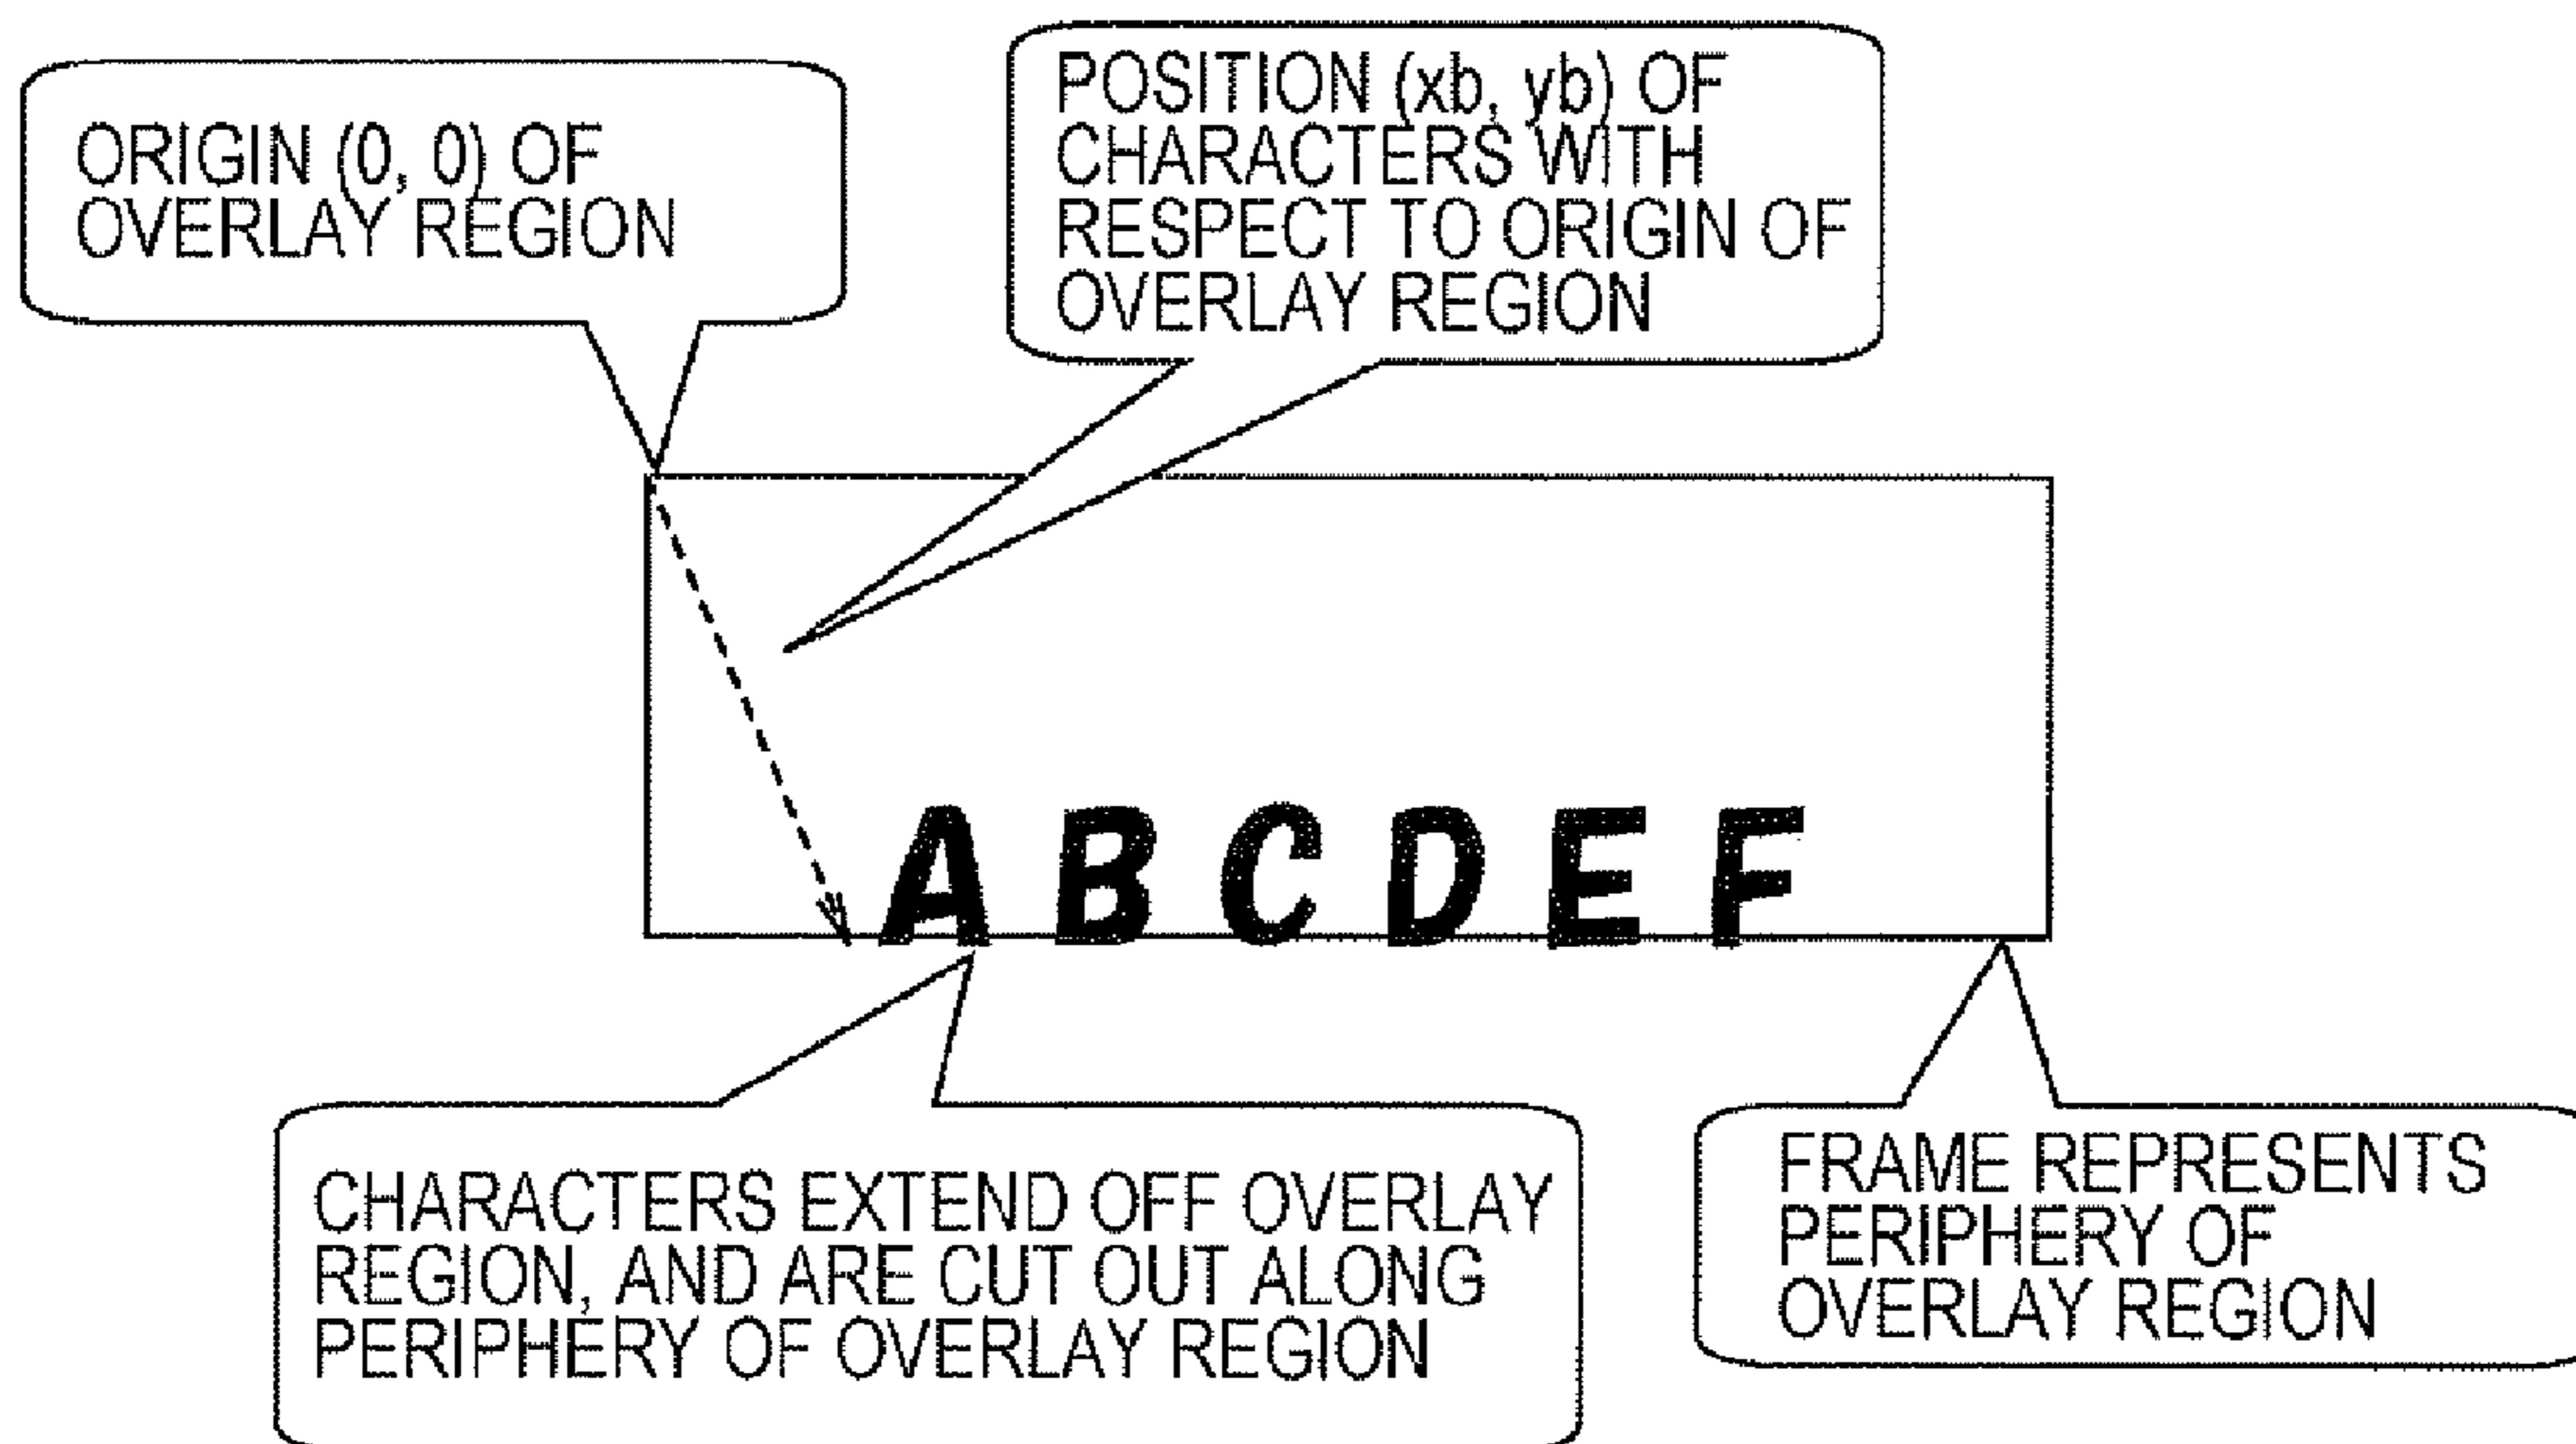 ORIGIN (0, 0) OF
OVERLAY REGION
POSITION (xb, yb) OF
CHARACTERS WITH
RESPECT TO ORIGIN OF
OVERLAY REGION
A B C D E F
CHARACTERS EXTEND OFF OVERLAY
REGION, AND ARE CUT OUT ALONG
PERIPHERY OF OVERLAY REGION
FRAME REPRESENTS
PERIPHERY OF
OVERLAY REGION